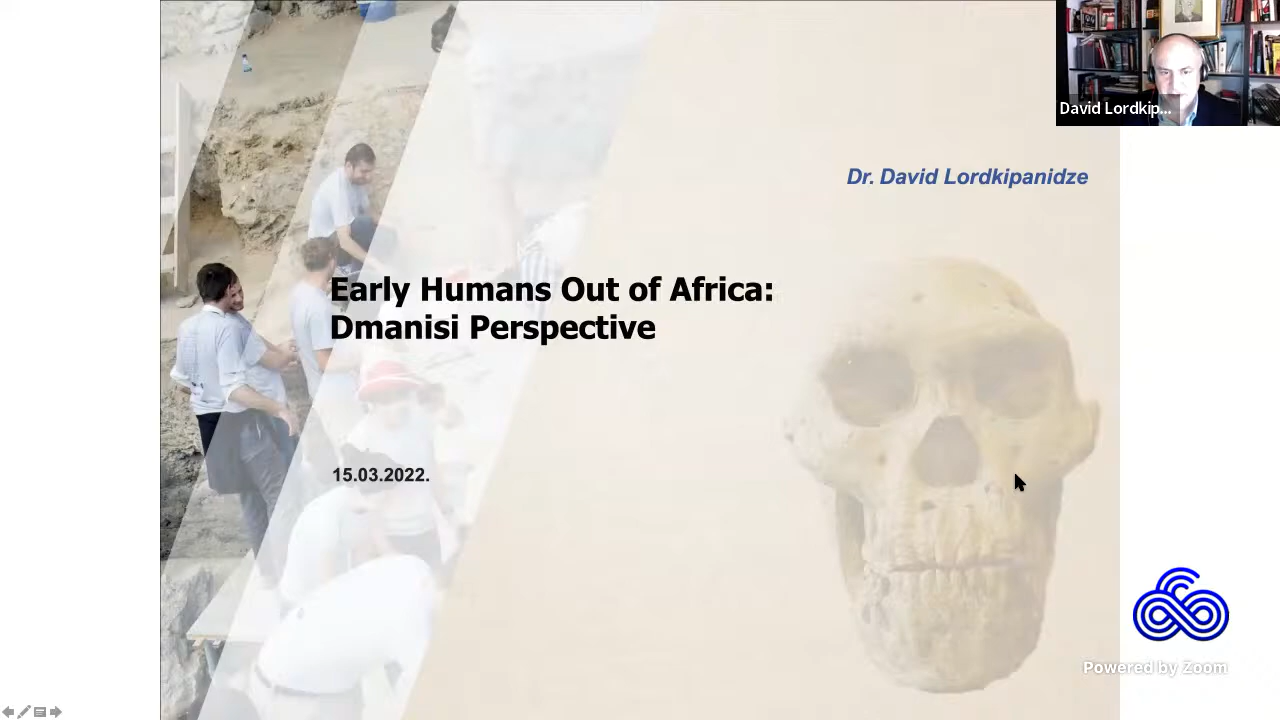 David Lordkip...
Dr. David Lordkipanidze
Early Humans Out of Africa:
Dmanisi Perspective
15.03.2022.
Powered by Zoom